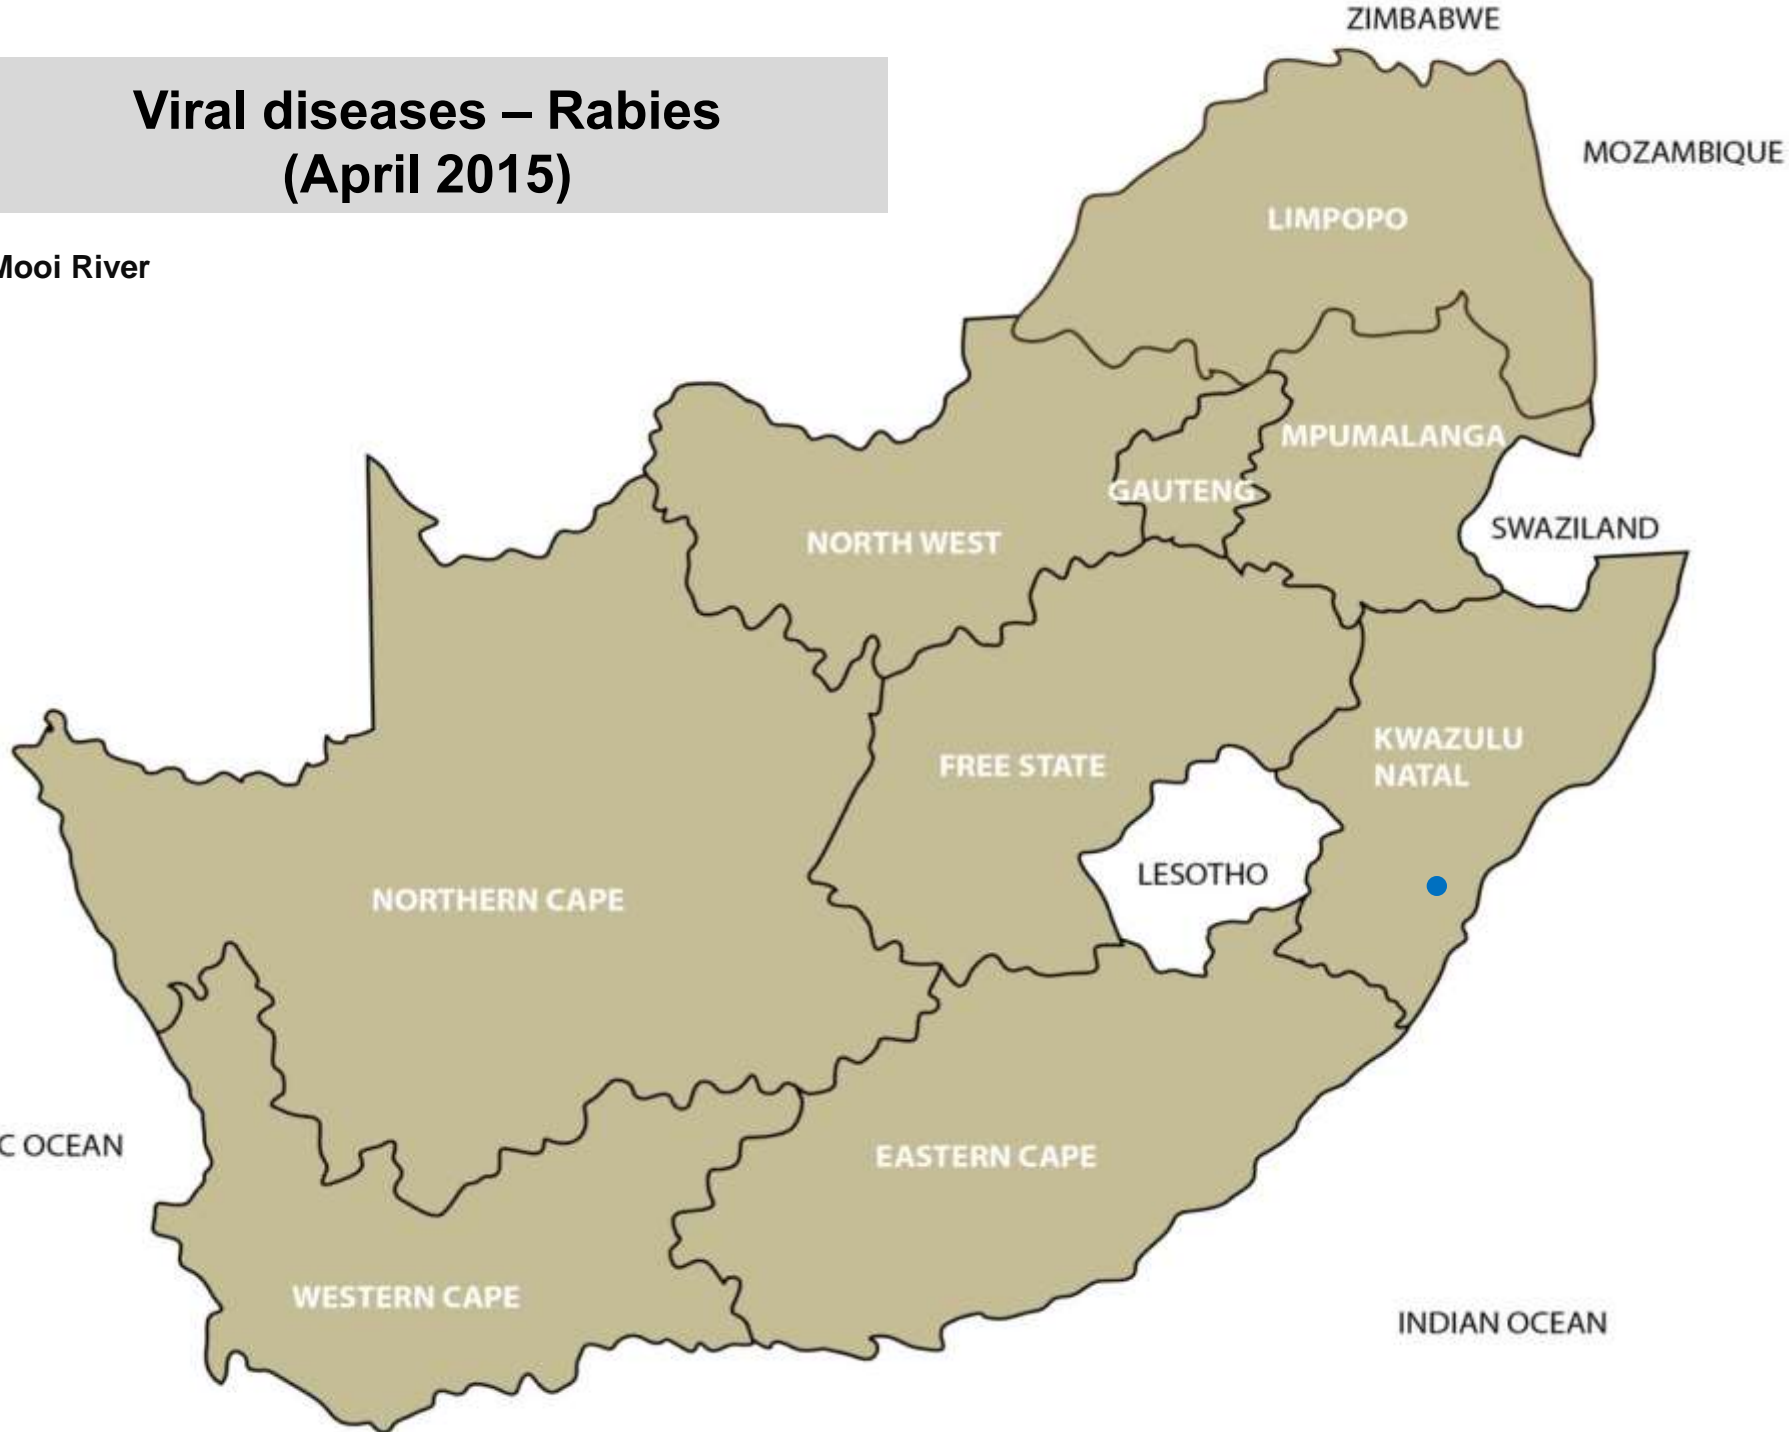 ZIMBABWE
Viral diseases – Rabies
(April 2015)
MOZAMBIQUE
LIMPOPO
Mooi River
MPUMALANGA
GAUTENG
SWAZILAND
NORTH WEST
KWAZULU
NATAL
FREE STATE
LESOTHO
NORTHERN CAPE
C OCEAN
EASTERN CAPE
WESTERN CAPE
INDIAN OCEAN